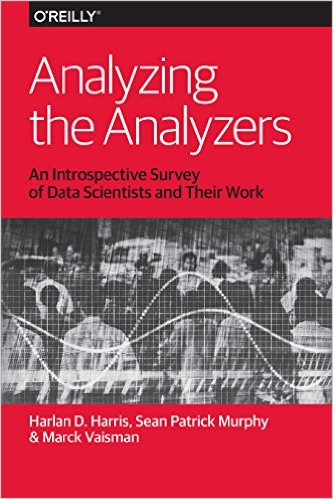 O'REILLY®
Analyzing
the Analyzers
An Introspective Survey
of Data Scientists and Their Work
Harlan D. Harris, Sean Patrick Murphy
& Marck Vaisman